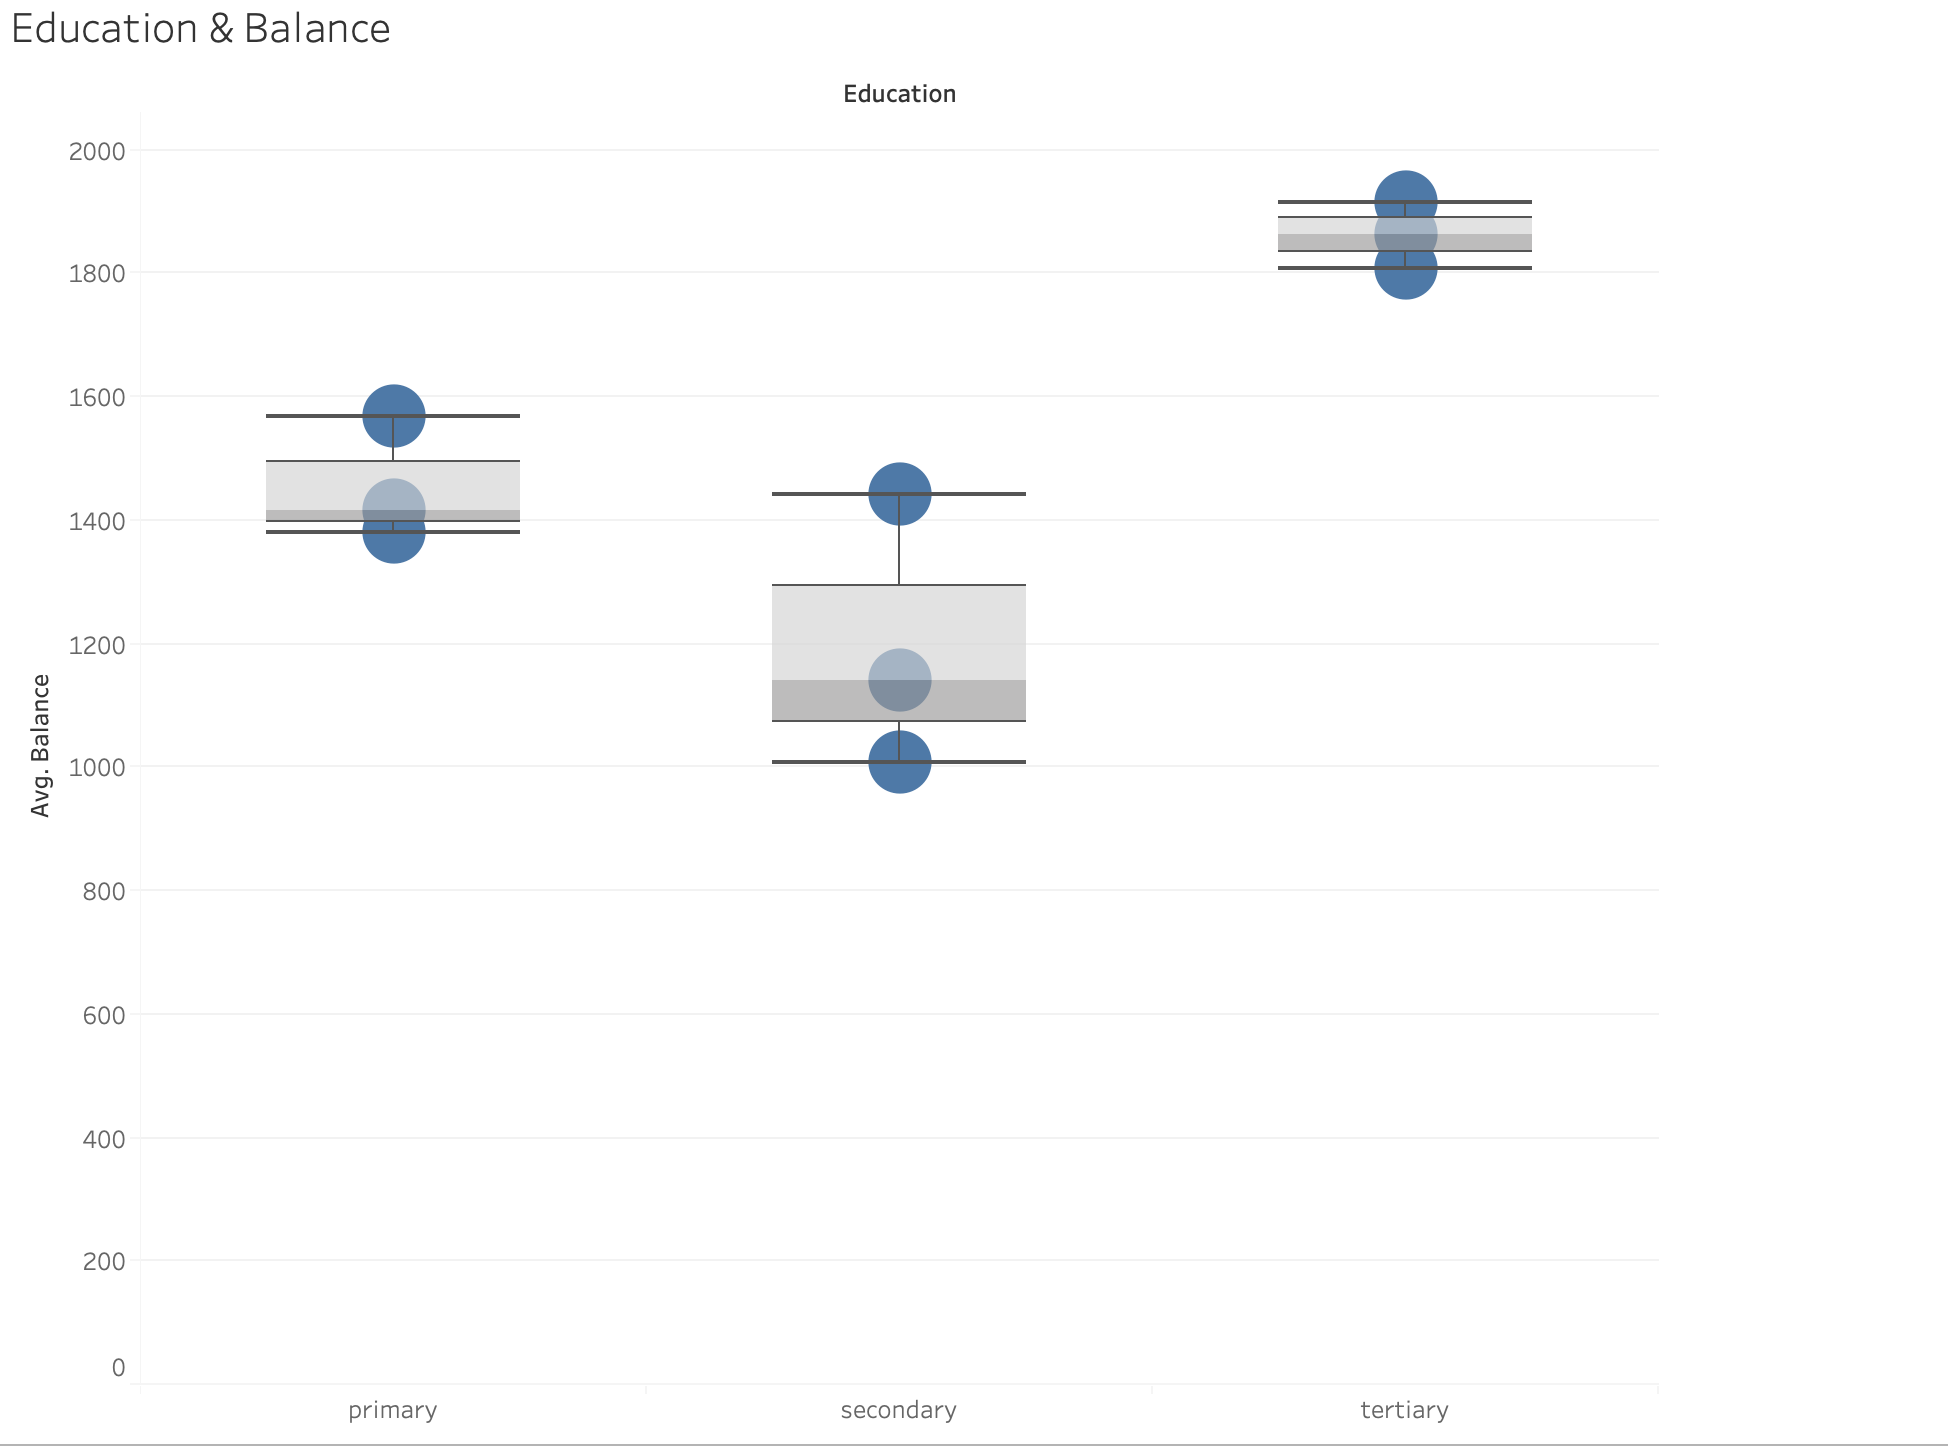 Education & Balance
Education
Avg. Balance
2000
1800
1600
1400
1200
1000
800
600
400
200
0
primary secondary tertiary